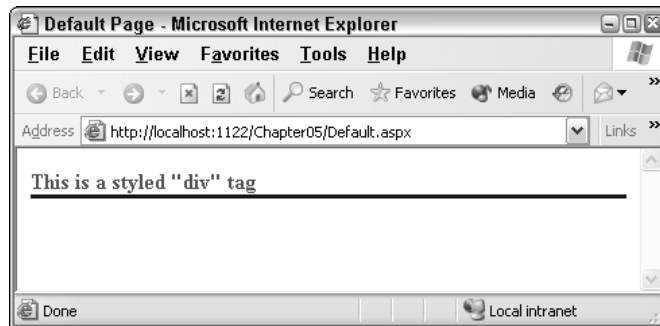 Default Page - Microsoft Internet Explorer
File Edit View Favorites Tools Help
Back Search Favorites Media »
Address http://localhost:1122/Chapter05/Default.aspx Links »
This is a styled "div" tag
Done Local intranet